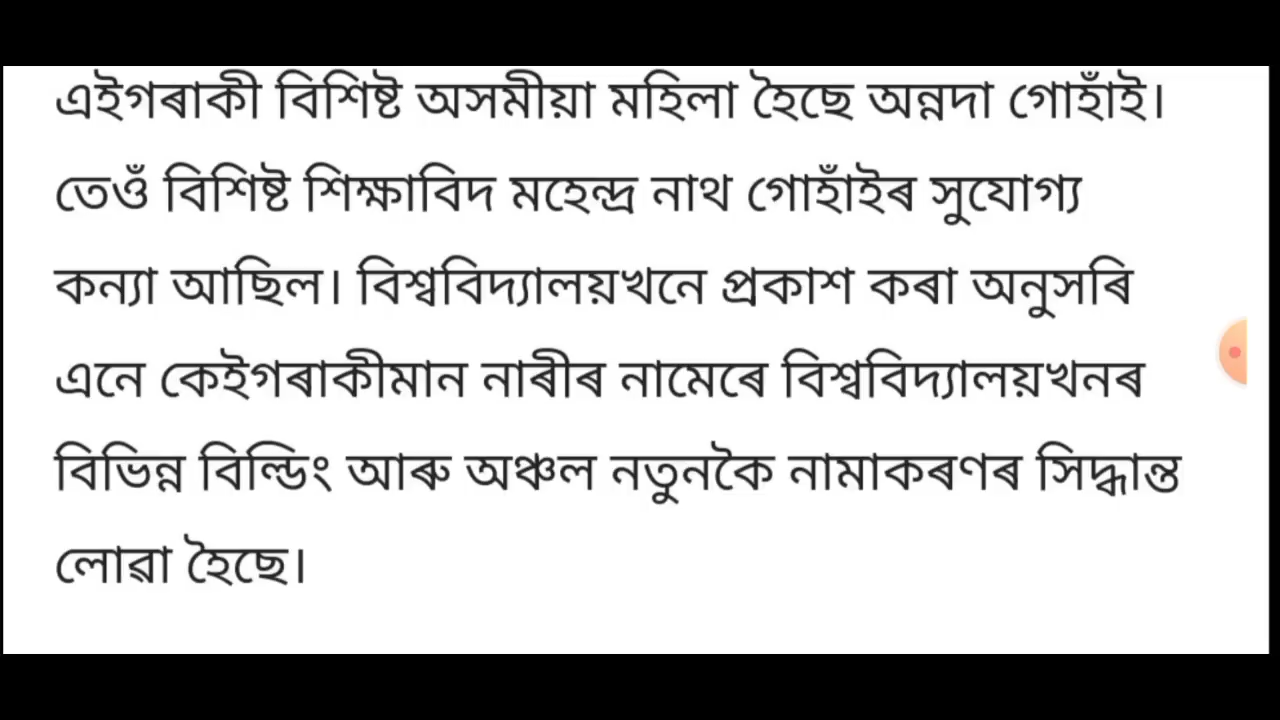 এইগৰাকী বিশিষ্ট অসমীয়া মহিলা হৈছে অন্নদা গোহাঁই।
তেওঁ বিশিষ্ট শিক্ষাবিদ মহেন্দ্ৰ নাথ গোহাঁইৰ সুযোগ্য
কন্যা আছিল। বিশ্ববিদ্যালয়খনে প্ৰকাশ কৰা অনুসৰি
এনে কেইগৰাকীমান নাৰীৰ নামেৰে বিশ্ববিদ্যালয়খনৰ
বিভিন্ন বিল্ডিং আৰু অঞ্চল নতুনকৈ নামাকৰণৰ সিদ্ধান্ত
লোৱা হৈছে।